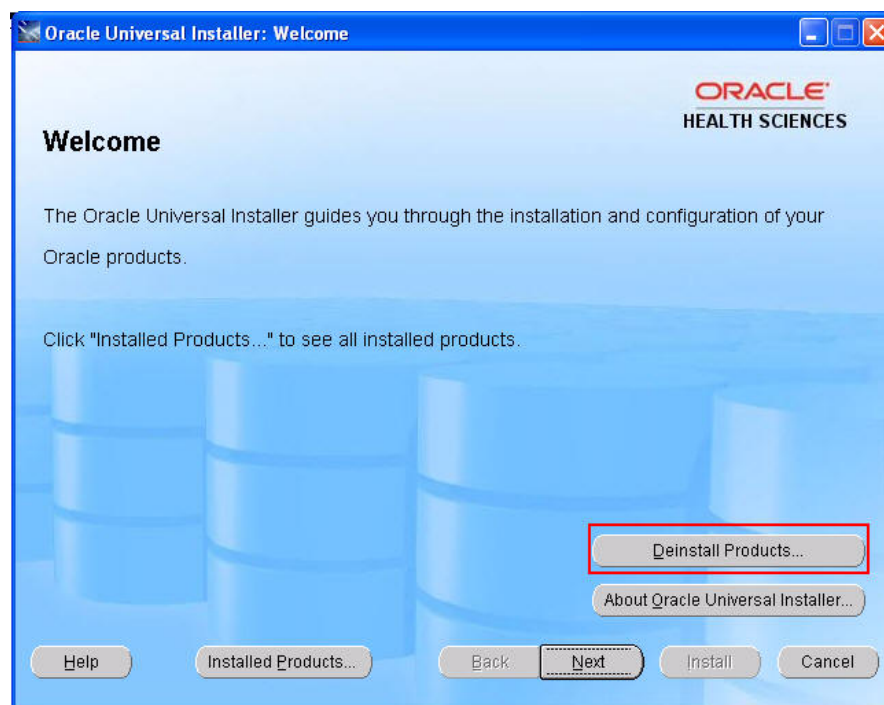 Oracle Universal Installer: Welcome
ORACLE
HEALTH SCIENCES
Welcome
The Oracle Universal Installer guides you through the installation and configuration of your
Oracle products.
Click "Installed Products..." to see all installed products.
Deinstall Products...
About Oracle Universal Installer...
Help
Installed Products...
Back
Next
Install
Cancel